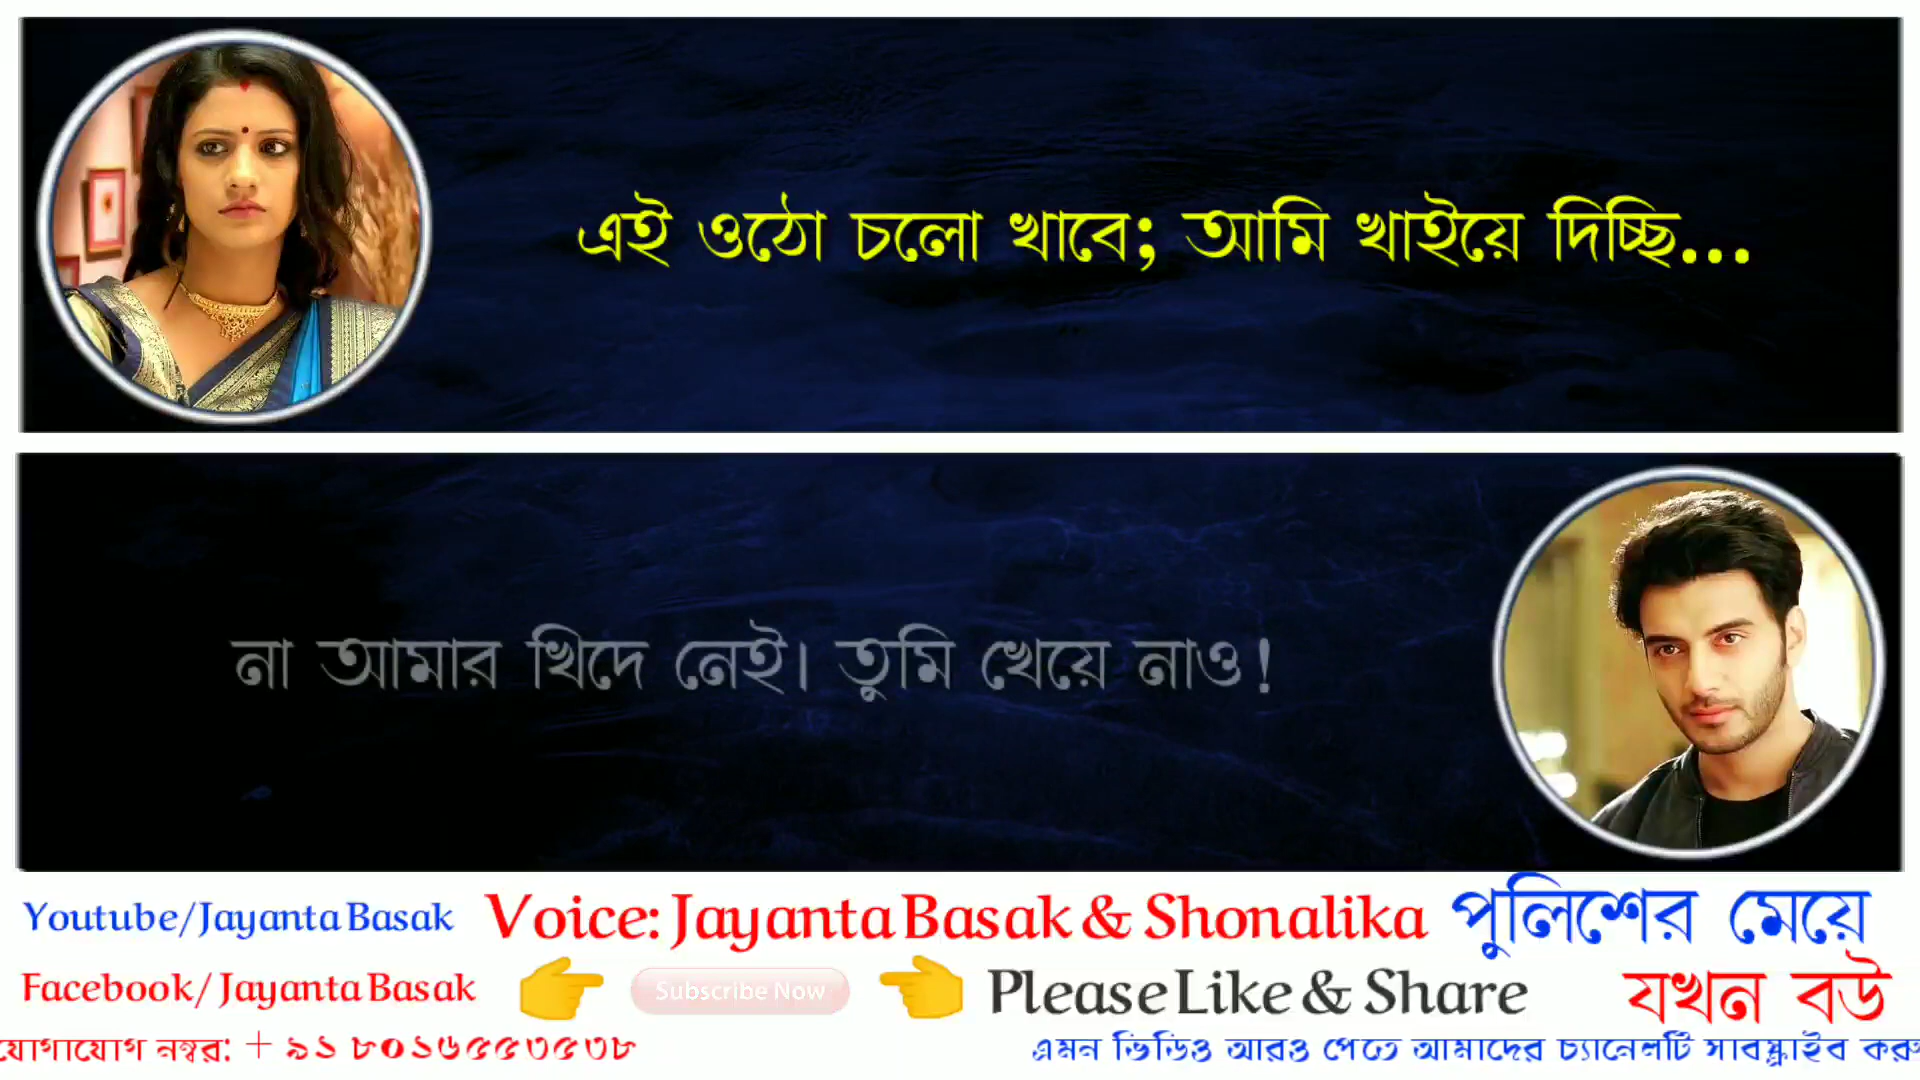 এই ওঠো চলো খাবে; আমি খাইয়ে দিচ্ছি...
না আমার খিদে নেই। তুমি খেয়ে নাও!
Youtube/Jayanta Basak
Voice: Jayanta Basak & Shonalika
পুলিশের মেয়ে
Facebook/ Jayanta Basak
Subscribe Now
Please Like & Share
যখন বউ
যোগাযোগ নম্বর: + ৯১ ৮০১৬৫৫৩৫৩৮
এমন ভিডিও আরও পেতে আমাদের চ্যানেলটি সাবস্ক্রাইব করু